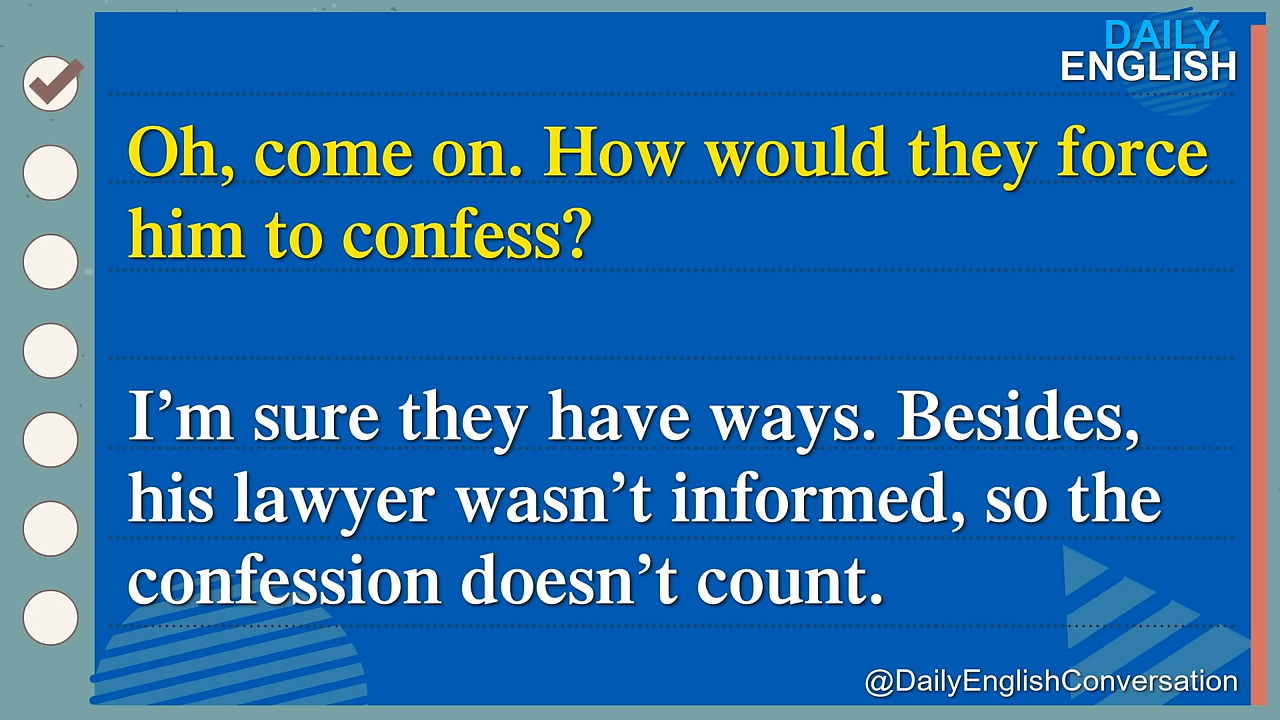 DAILY
ENGLISH
Oh, come on. How would they force
him to confess?
I’m sure they have ways. Besides,
his lawyer wasn’t informed, so the
confession doesn’t count.
@DailyEnglishConversation